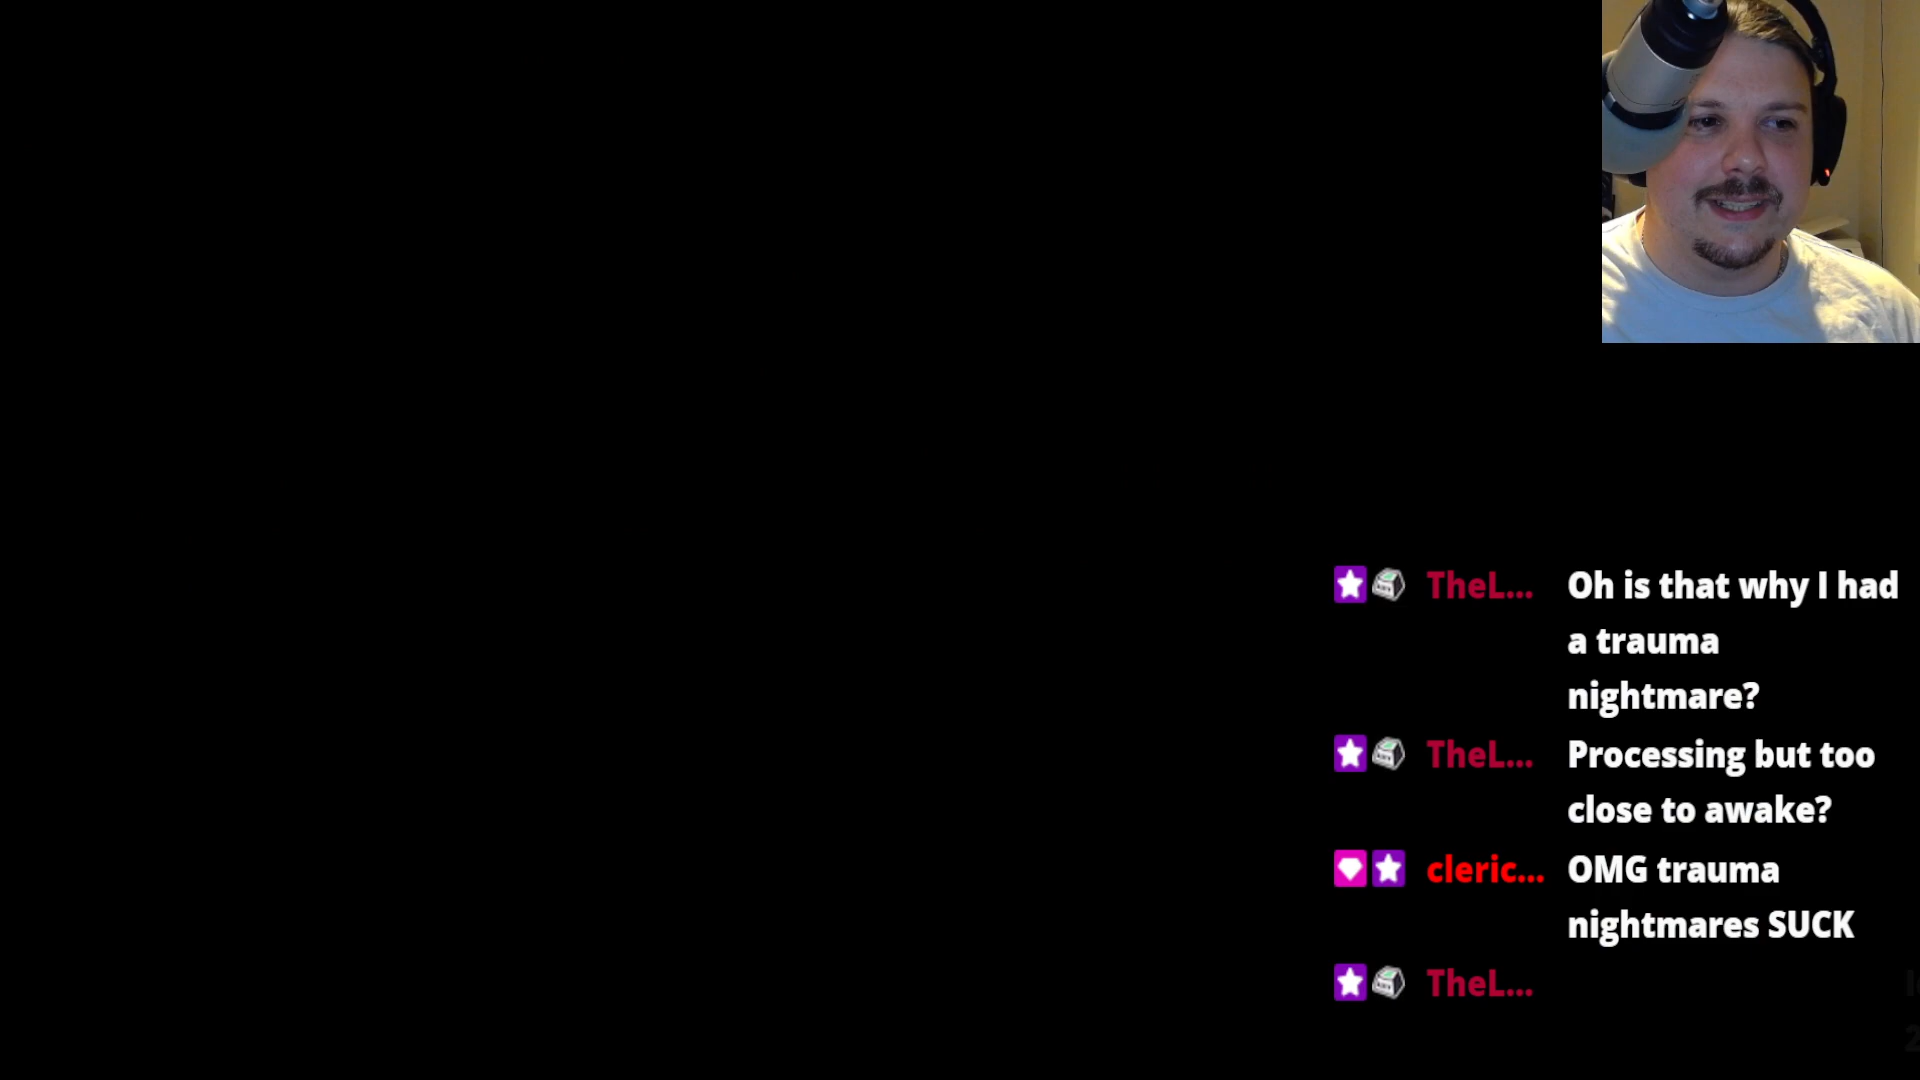 TheL... Oh is that why I had
a trauma
nightmare?
TheL... Processing but too
close to awake?
cleric... OMG trauma
nightmares SUCK
TheL...